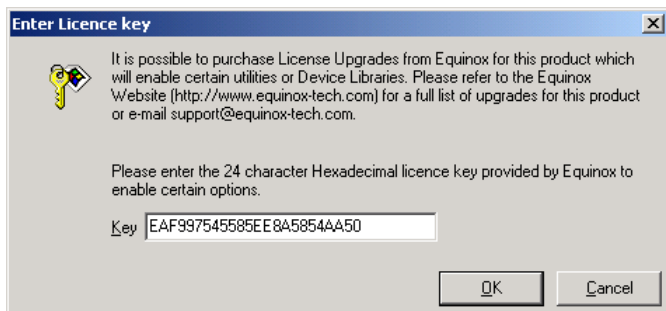 Enter Licence key
It is possible to purchase License Upgrades from Equinox for this product which
will enable certain utilities or Device Libraries. Please refer to the Equinox
Website (http://www.equinox-tech.com) for a full list of upgrades for this product
or e-mail support@equinox-tech.com.
Please enter the 24 character Hexadecimal licence key provided by Equinox to
enable certain options.
Key EAF997545585EE8A5854AA50
OK Cancel